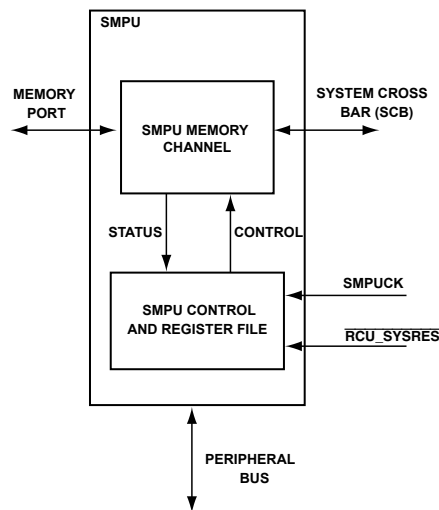 SMPU
MEMORY
PORT
SMPU MEMORY
CHANNEL
SYSTEM CROSS
BAR (SCB)
STATUS
CONTROL
SMPU CONTROL
AND REGISTER FILE
SMPUCK
RCU_SYSRES
PERIPHERAL
BUS